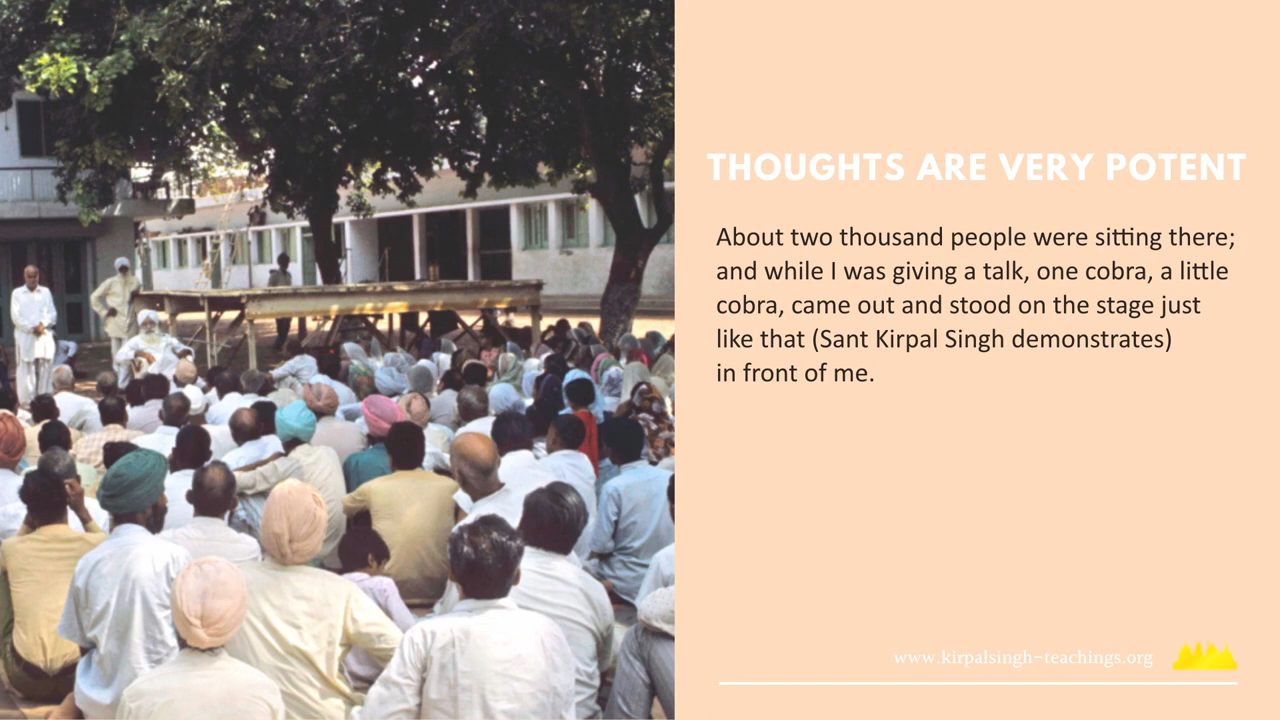 THOUGHTS ARE VERY POTENT
About two thousand people were sitting there;
and while I was giving a talk, one cobra, a little
cobra, came out and stood on the stage just
like that (Sant Kirpal Singh demonstrates)
in front of me.
www.kirpalsingh-teachings.org